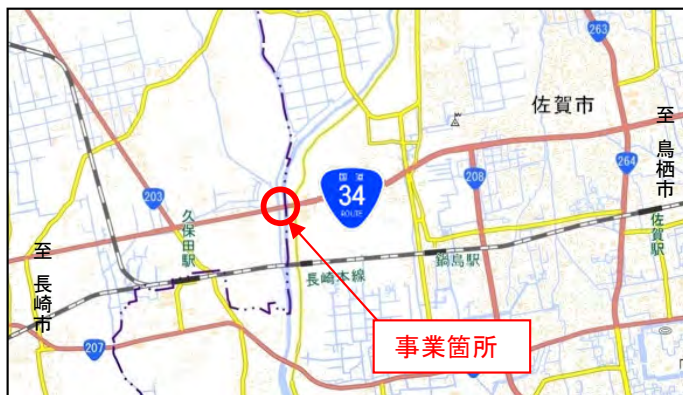 263
佐賀市
至 鳥栖市
国道
34
ROUTE
208
264
203
久保田駅
佐賀駅
至 長崎市
長崎本線
鍋島駅
事業箇所
207